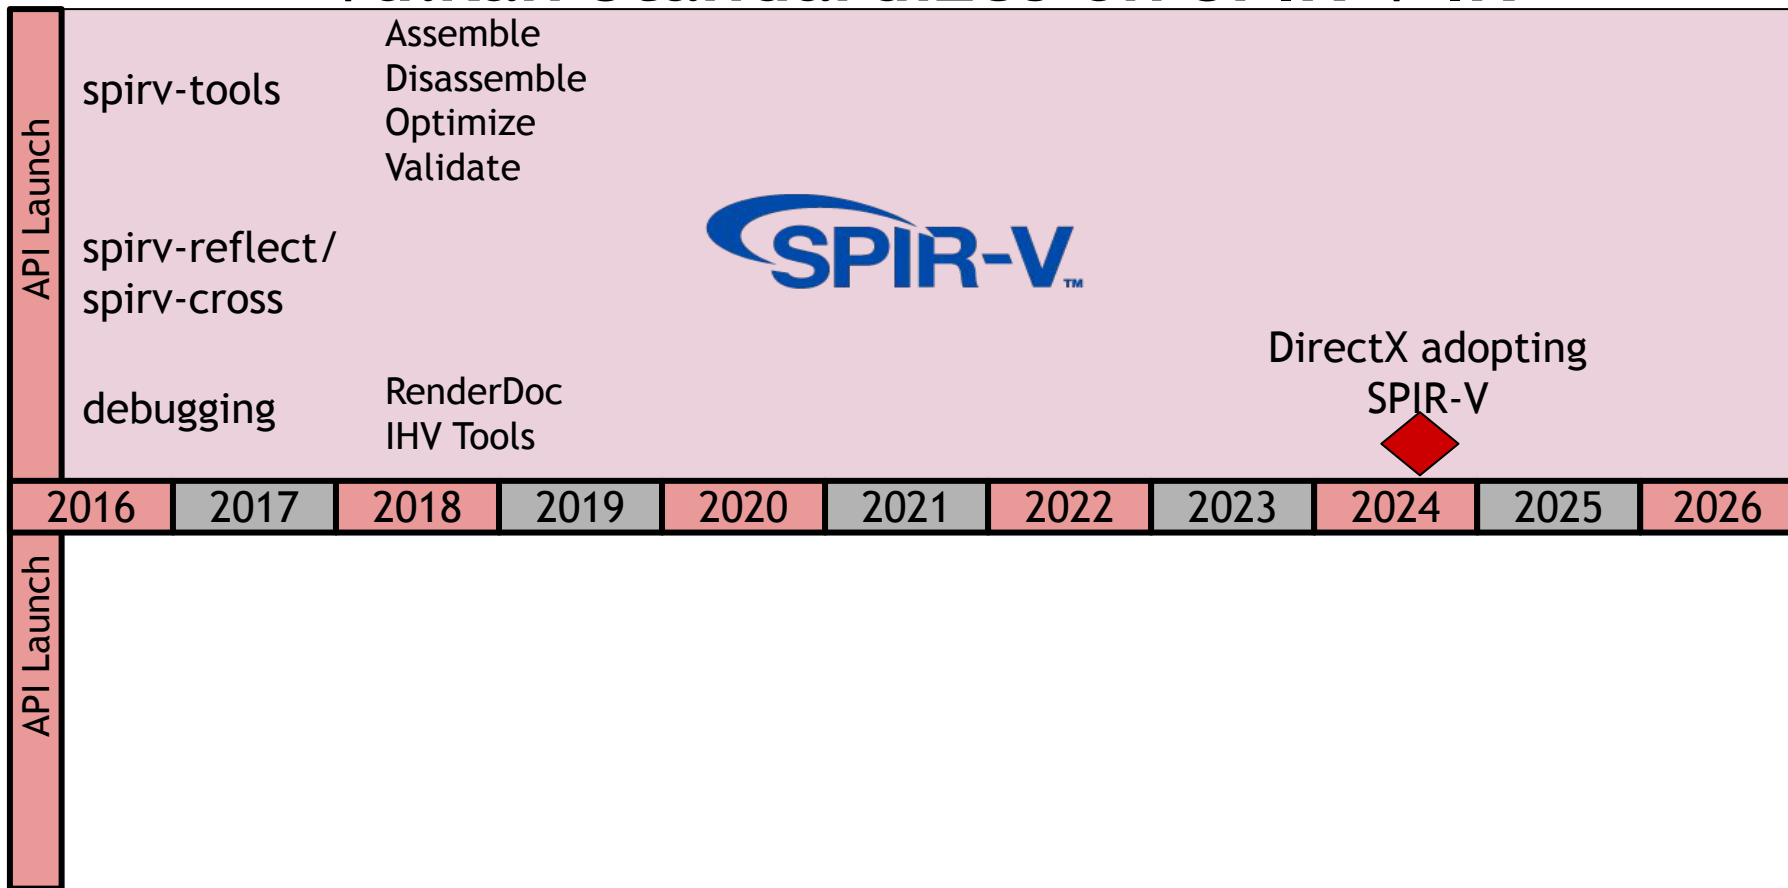 API Launch
spirv-tools
Assemble
Disassemble
Optimize
Validate
spirv-reflect/
spirv-cross
SPIR-V™
debugging
RenderDoc
IHV Tools
DirectX adopting
SPIR-V
2016 2017 2018 2019 2020 2021 2022 2023 2024 2025 2026
API Launch